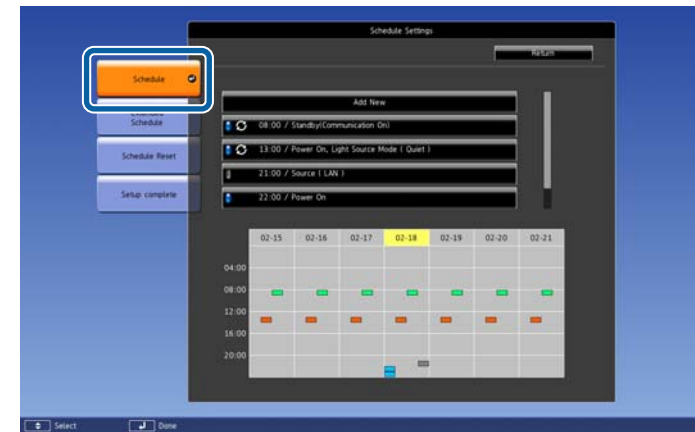 Schedule Settings
Return
Schedule
Schedule
Schedule Reset
Setup complete
Add New
08:00 / Standby(Communication On)
13:00 / Power On, Light Source Mode ( Quiet )
21:00 / Source ( LAN )
22:00 / Power On
02-15 02-16 02-17 02-18 02-19 02-20 02-21
04:00
08:00
12:00
16:00
20:00
Select Done